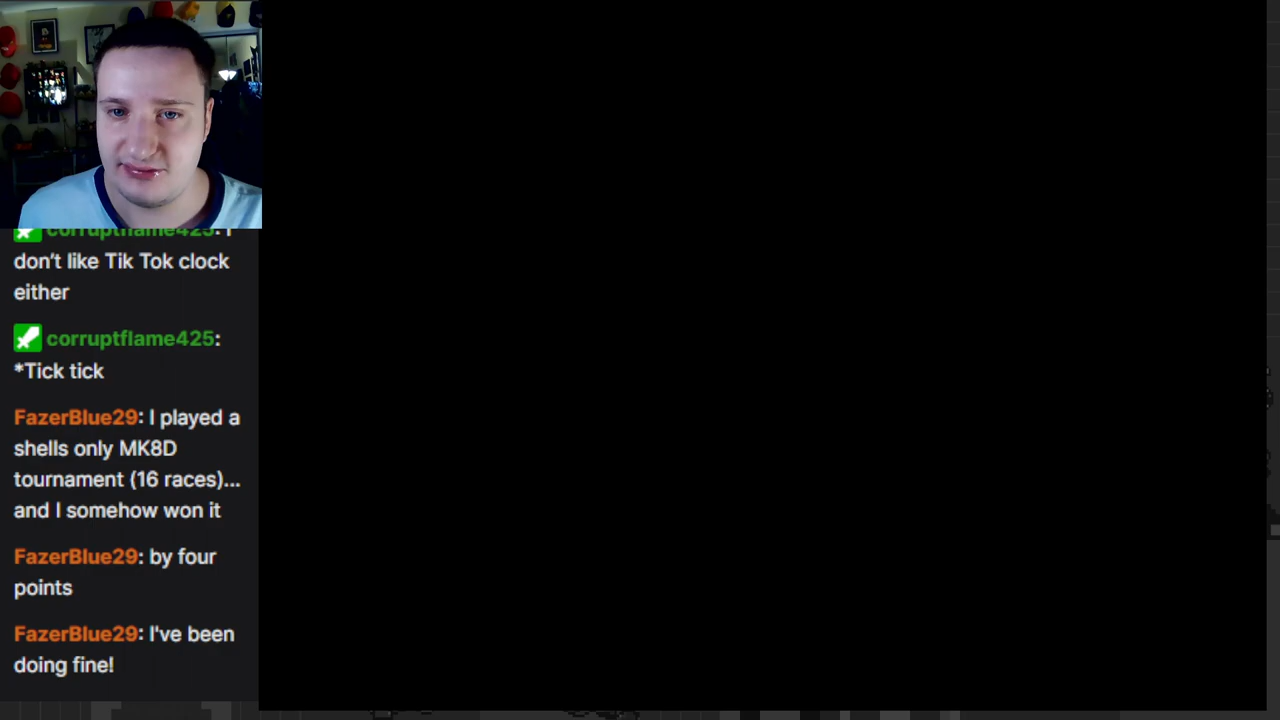 corruptflame425: I
don't like Tik Tok clock
either
corruptflame425:
*Tick tick
FazerBlue29: I played a
shells only MK8D
tournament (16 races)...
and I somehow won it
FazerBlue29: by four
points
FazerBlue29: I've been
doing fine!